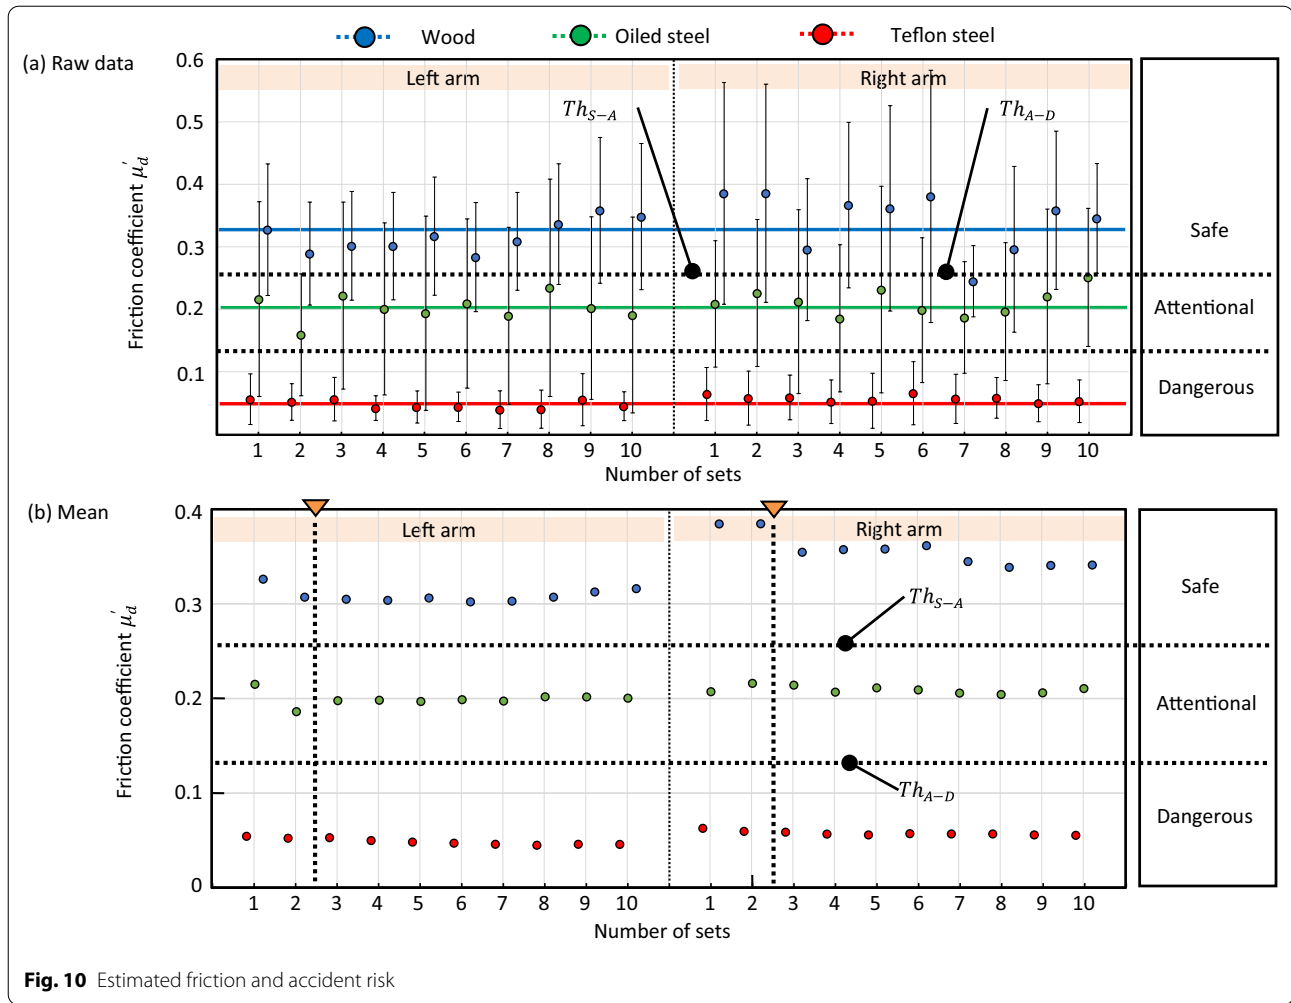 Wood Oiled steel Teflon steel
(a) Raw data
Left arm Right arm
Th_{S−A} Th_{A−D}
Friction coefficient μ'_d
0.6
0.5
0.4
0.3
0.2
0.1
Safe
Attentional
Dangerous
1 2 3 4 5 6 7 8 9 10 1 2 3 4 5 6 7 8 9 10
Number of sets
(b) Mean
Left arm Right arm
Th_{S−A}
Th_{A−D}
Friction coefficient μ'_d
0.4
0.3
0.2
0.1
0
Safe
Attentional
Dangerous
1 2 3 4 5 6 7 8 9 10 1 2 3 4 5 6 7 8 9 10
Number of sets
Fig. 10 Estimated friction and accident risk